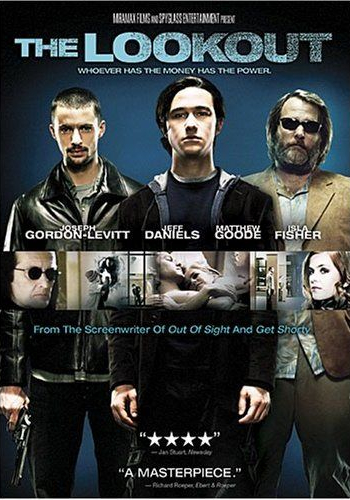 MIRAMAX FILMS AND SPYGLASS ENTERTAINMENT PRESENT
THE LOOKOUT
WHOEVER HAS THE MONEY HAS THE POWER.
JOSEPH GORDON-LEVITT
JEFF DANIELS
MATTHEW GOODE
ISLA FISHER
From The Screenwriter Of Out Of Sight And Get Shorty
"★★★★"
— Jan Stuart, Newsday
"A MASTERPIECE."
— Richard Roeper, Ebert & Roeper